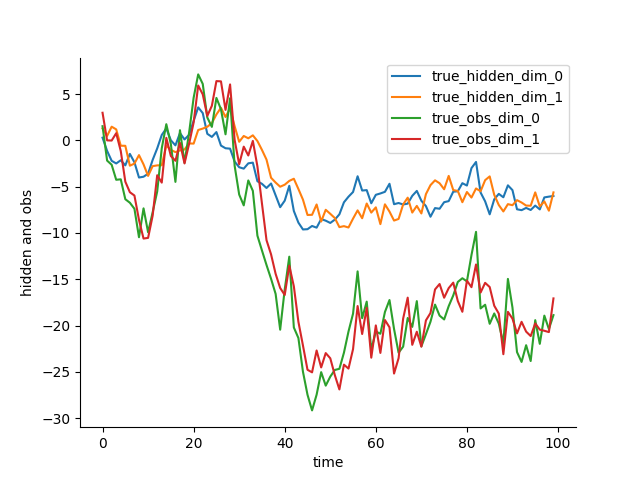 true_hidden_dim_0
true_hidden_dim_1
true_obs_dim_0
true_obs_dim_1
5
0
−5
−10
−15
−20
−25
−30
hidden and obs
0 20 40 60 80 100
time